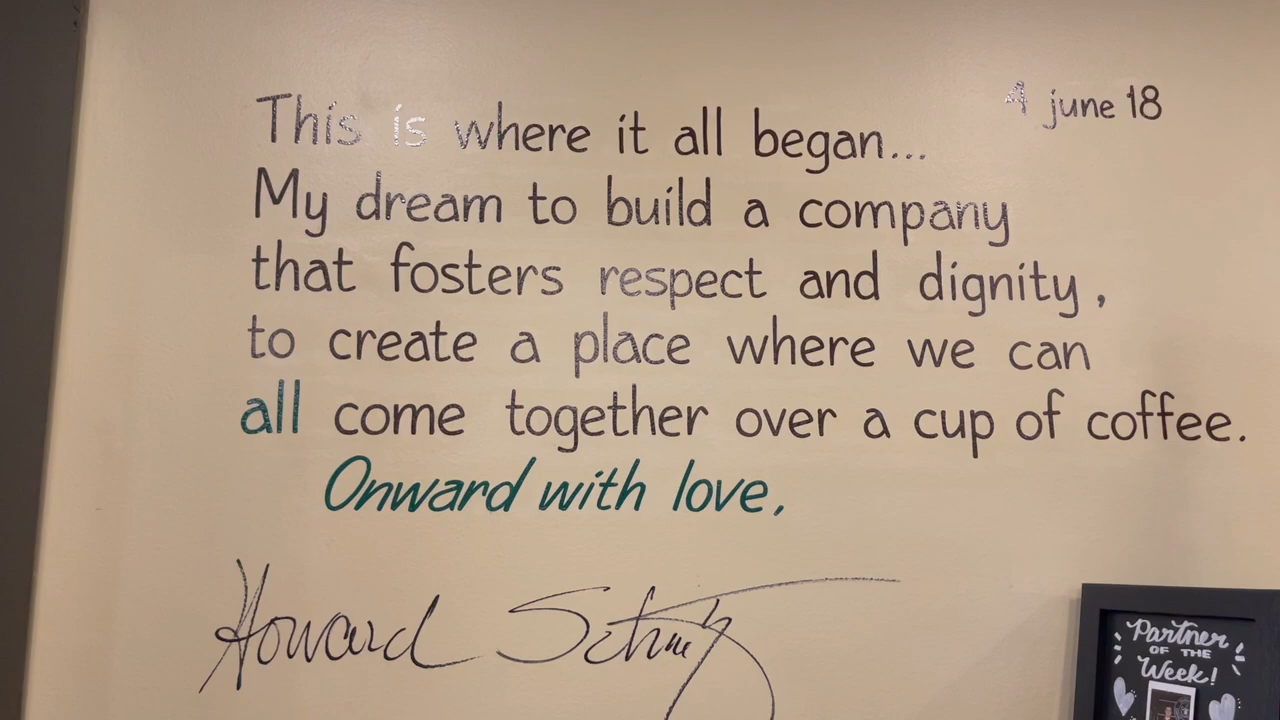 4 june 18
This is where it all began...
My dream to build a company
that fosters respect and dignity,
to create a place where we can
all come together over a cup of coffee.
Onward with love,
Howard Schultz
Partner
OF THE
Week!